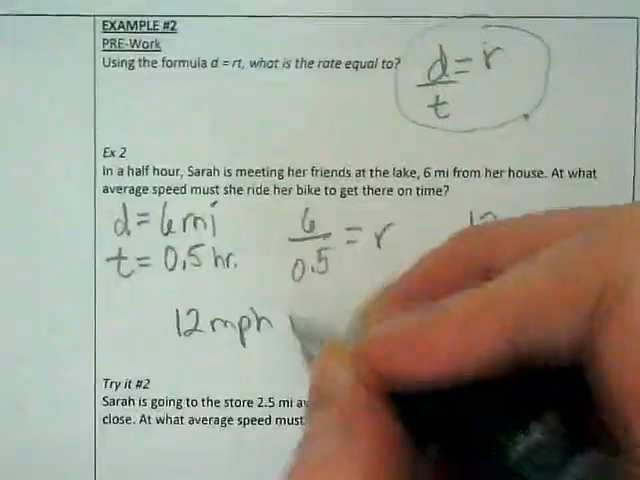 EXAMPLE #2
PRE-Work
Using the formula d = rt, what is the rate equal to?
d = r
t
Ex 2
In a half hour, Sarah is meeting her friends at the lake, 6 mi from her house. At what
average speed must she ride her bike to get there on time?
d = 6 mi
t = 0.5 hr.
6
0.5
= r
12 mph
Try it #2
Sarah is going to the store 2.5 mi
close. At what average speed must